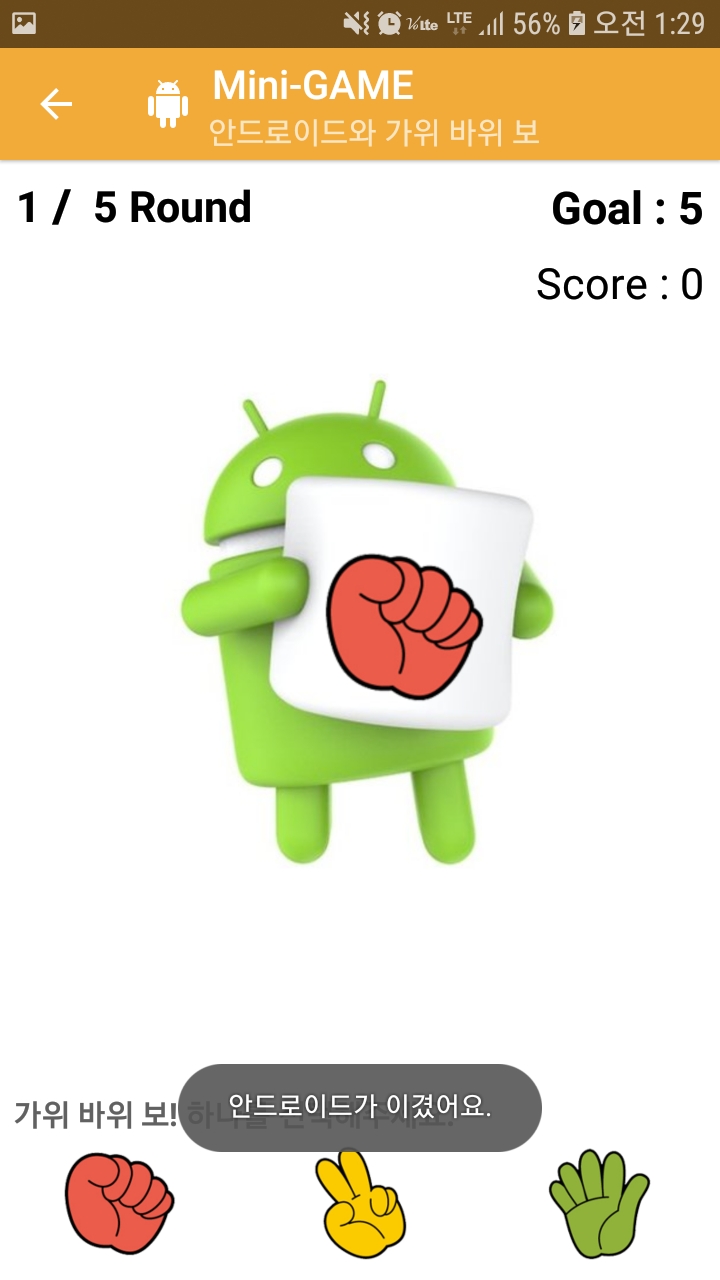 VoLTE LTE 56% 오전 1:29
Mini-GAME
안드로이드와 가위 바위 보
1 / 5 Round
Goal : 5
Score : 0
가위 바위 보!
안드로이드가 이겼어요.